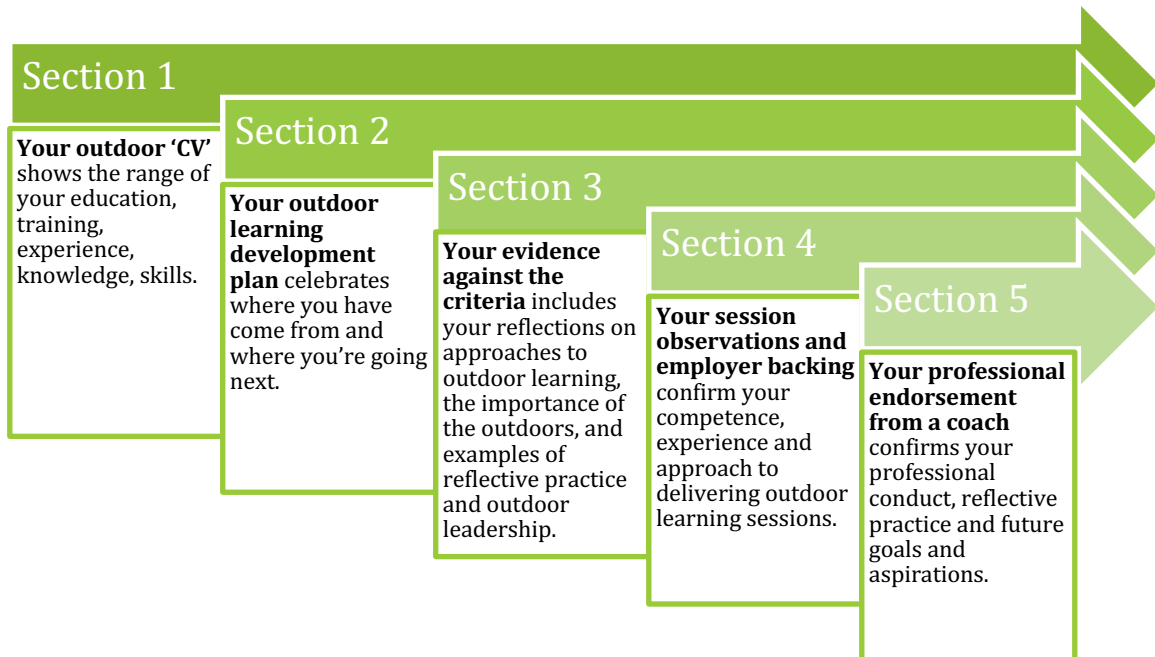 Section 1
Your outdoor ‘CV’
shows the range of
your education,
training,
experience,
knowledge, skills.
Section 2
Your outdoor
learning
development
plan celebrates
where you have
come from and
where you’re going
next.
Section 3
Your evidence
against the
criteria includes
your reflections on
approaches to
outdoor learning,
the importance of
the outdoors, and
examples of
reflective practice
and outdoor
leadership.
Section 4
Your session
observations and
employer backing
confirm your
competence,
experience and
approach to
delivering outdoor
learning sessions.
Section 5
Your professional
endorsement
from a coach
confirms your
professional
conduct, reflective
practice and future
goals and
aspirations.